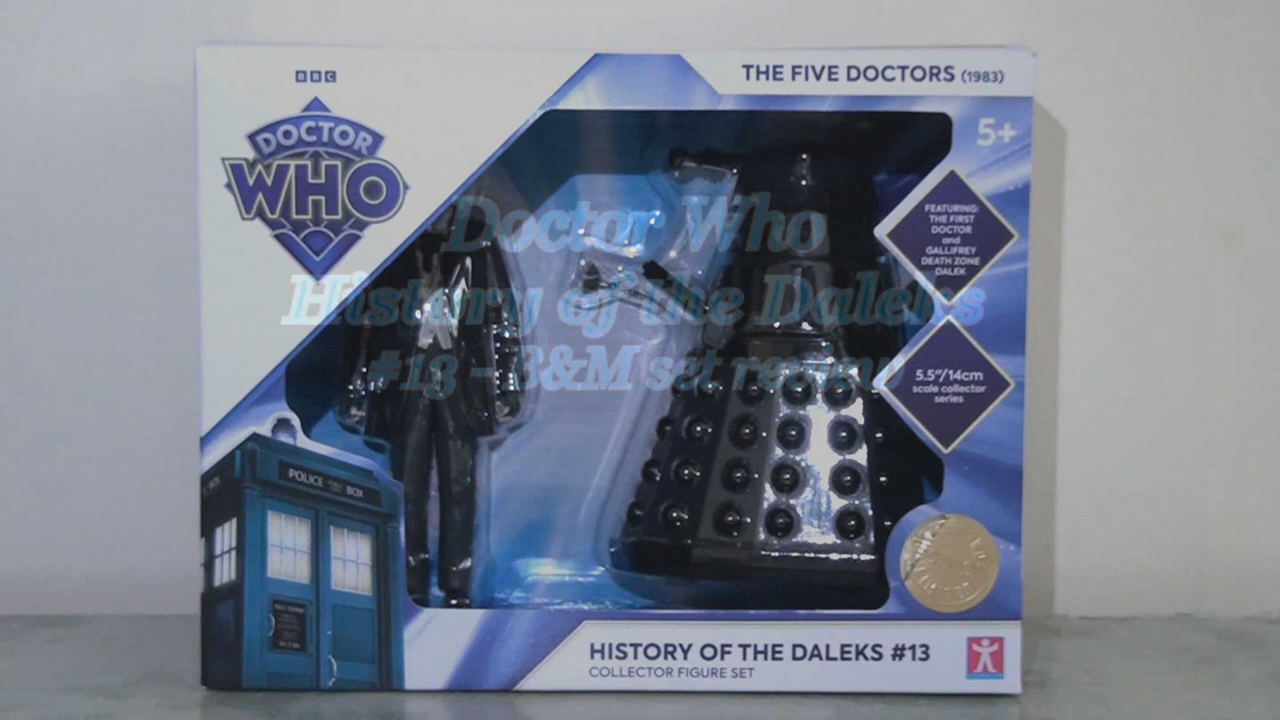 BBC
DOCTOR
WHO
THE FIVE DOCTORS (1983)
5+
FEATURING:
THE FIRST
DOCTOR
and
GALLIFREY
DEATH ZONE
DALEK
Doctor Who
History of the Daleks
#13 - B&M set review
5.5"/14cm
scale collector
series
POLICE BOX
HISTORY OF THE DALEKS #13
COLLECTOR FIGURE SET